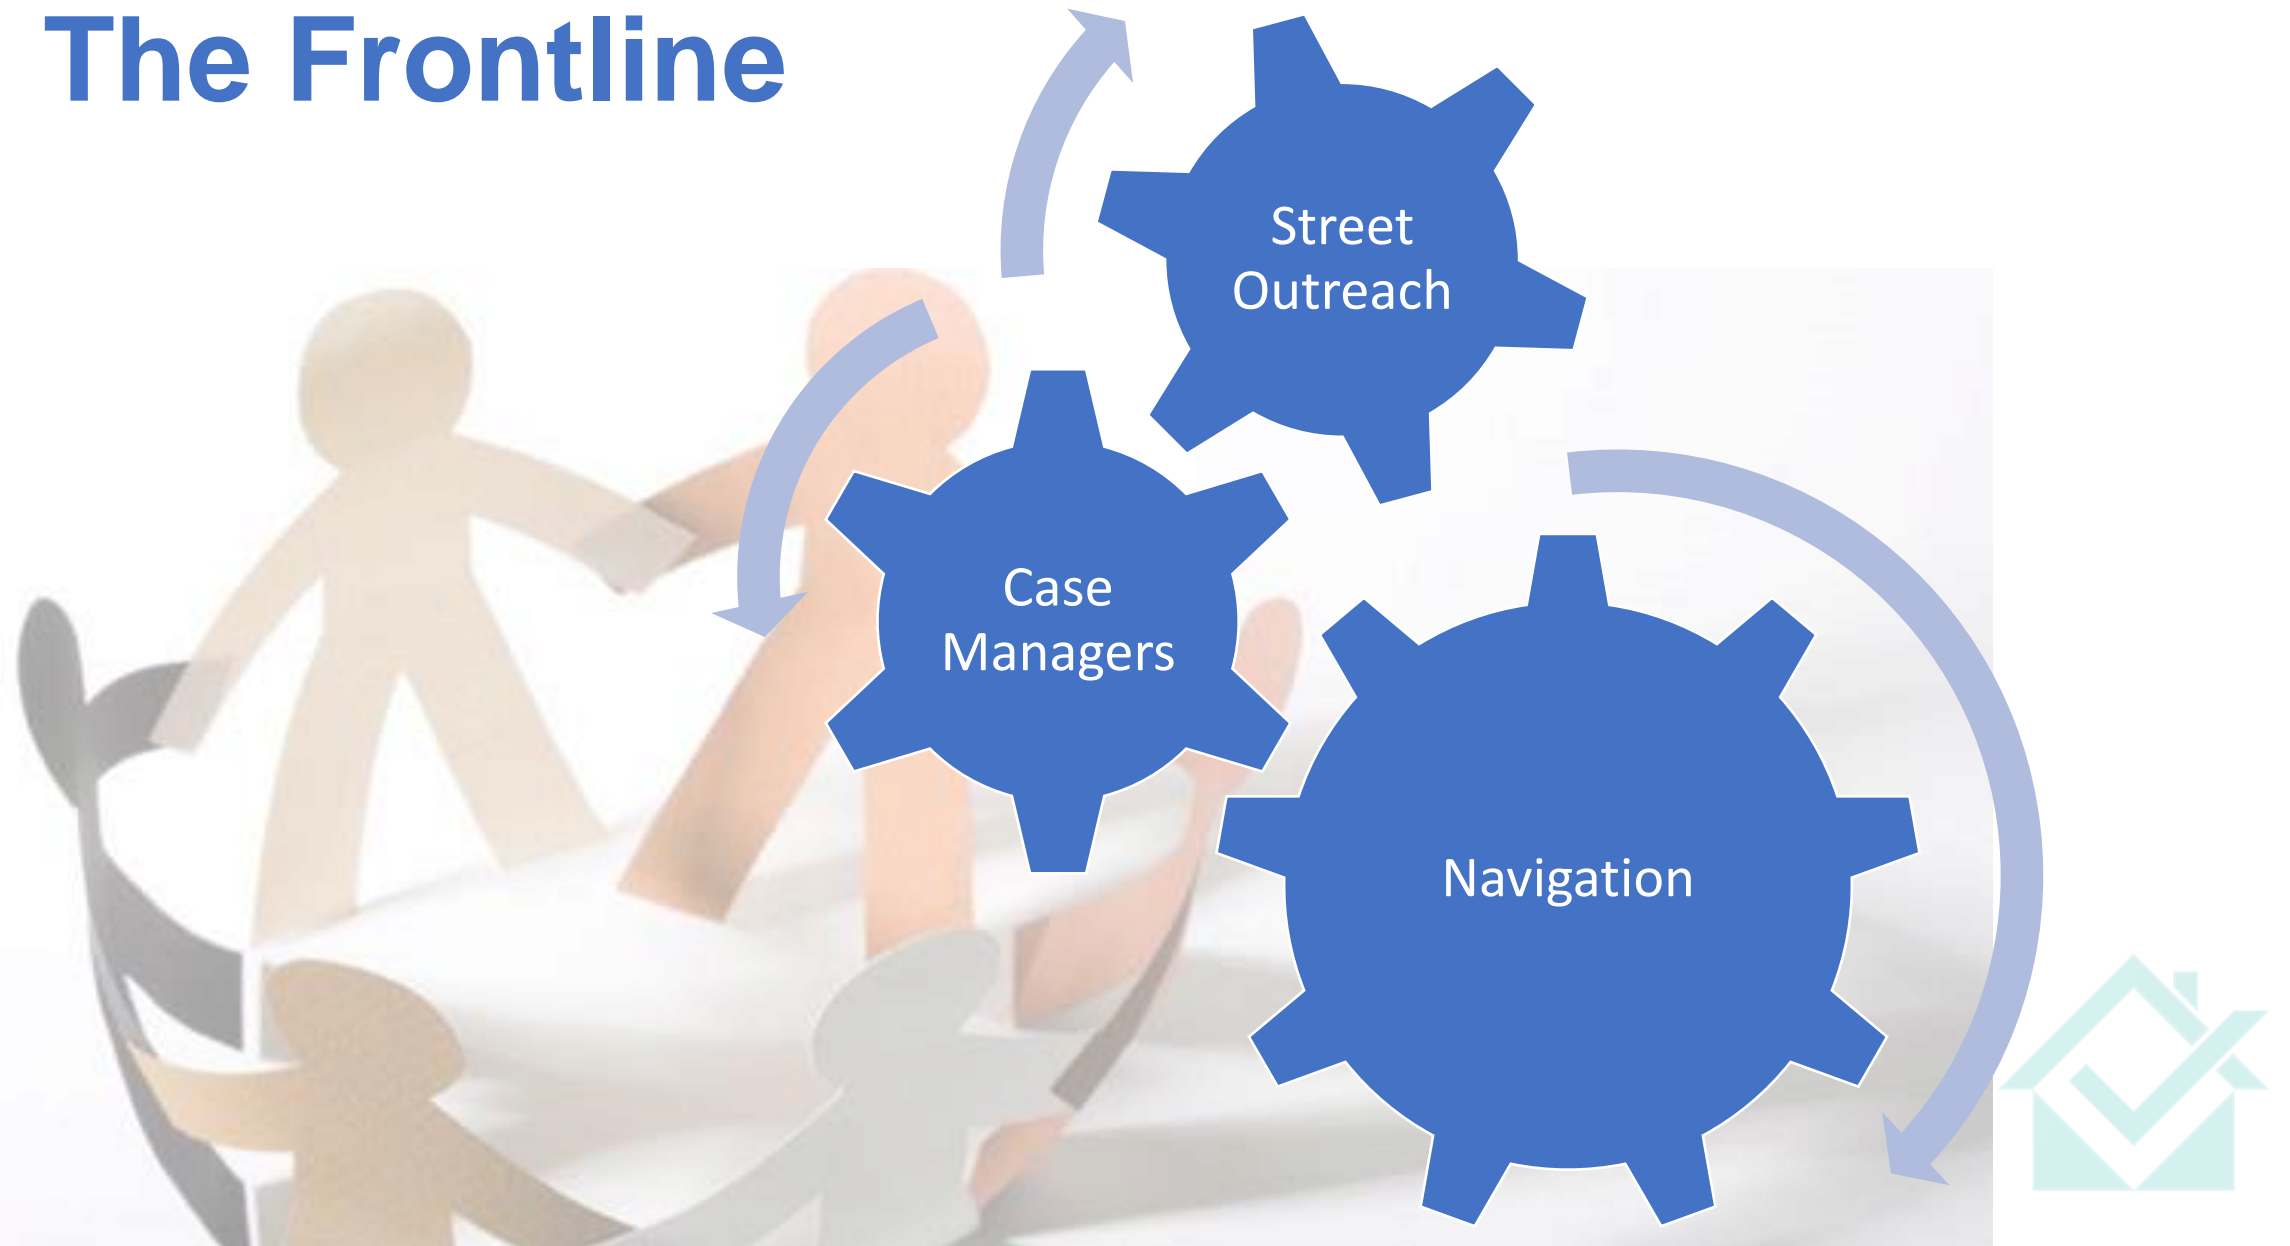 The Frontline
Street
Outreach
Case
Managers
Navigation